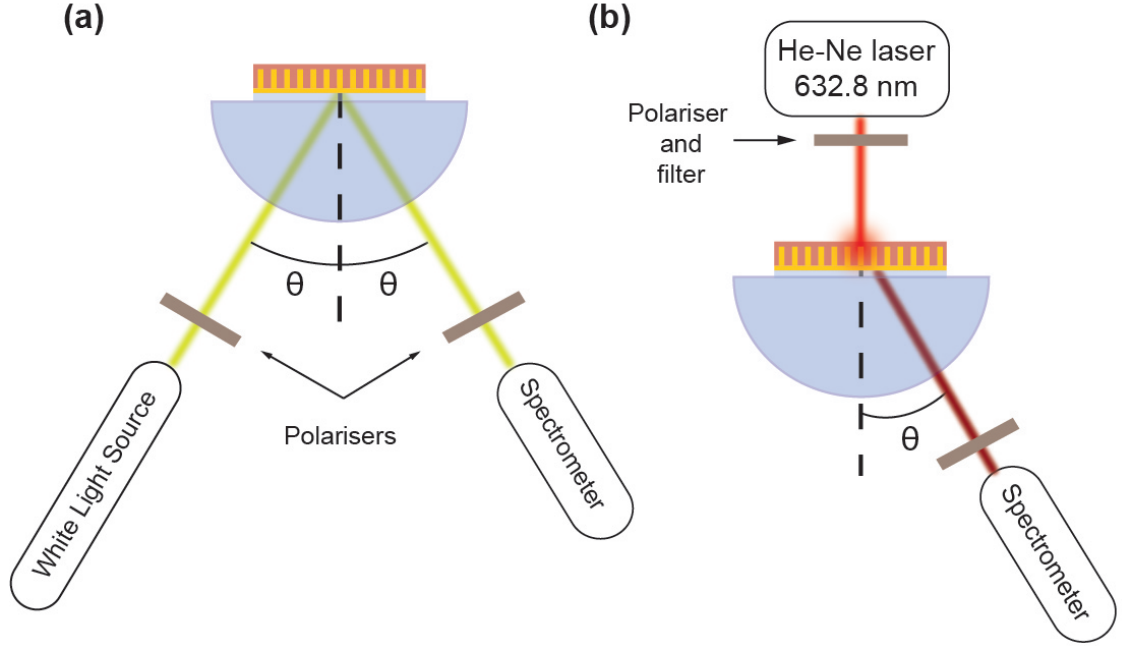 (a)
θ
θ
Polarisers
White Light Source
Spectrometer
(b)
He-Ne laser
632.8 nm
Polariser
and
filter
θ
Spectrometer